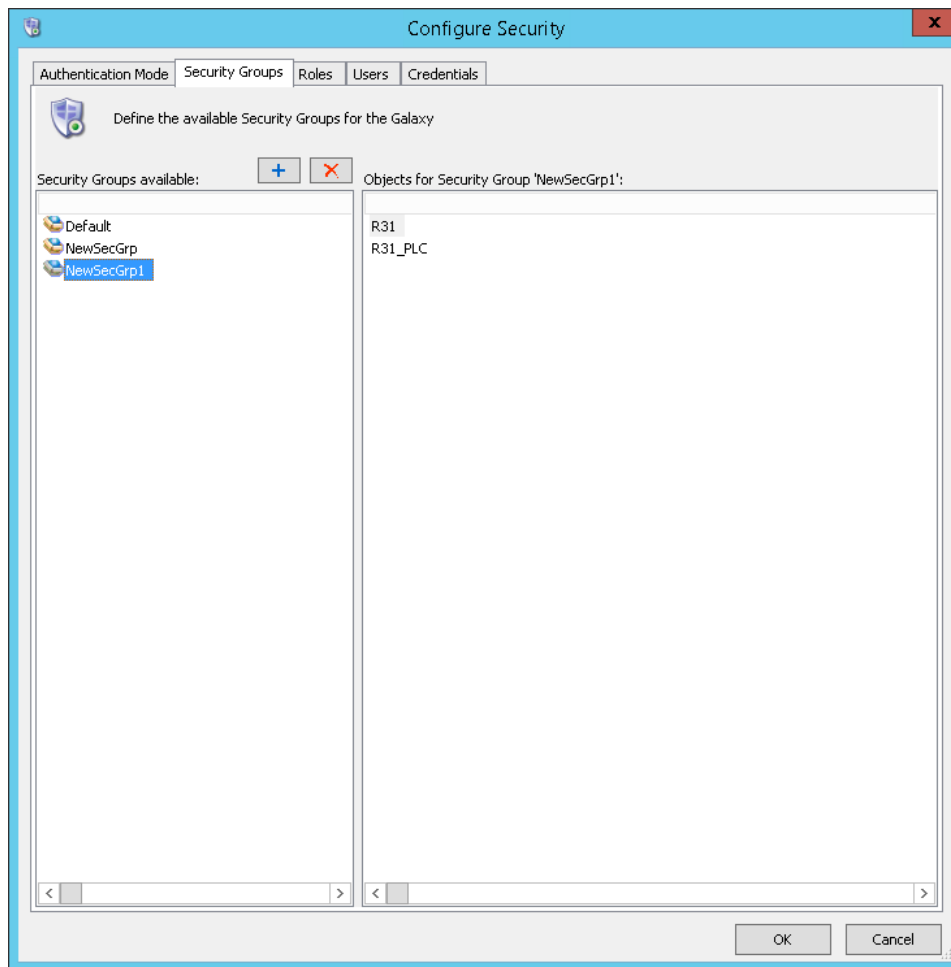 Configure Security
x
Authentication Mode Security Groups Roles Users Credentials
Define the available Security Groups for the Galaxy
Security Groups available:
Objects for Security Group 'NewSecGrp1':
Default
NewSecGrp
NewSecGrp1
R31
R31_PLC
OK Cancel